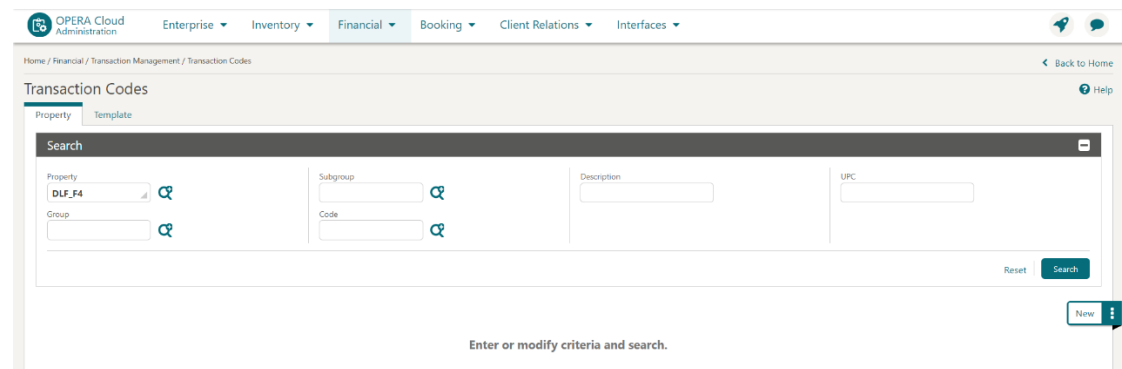 OPERA Cloud
Administration
Enterprise Inventory Financial Booking Client Relations Interfaces
Home / Financial / Transaction Management / Transaction Codes
Back to Home
Transaction Codes
Help
Property Template
Search
Property Subgroup Description UPC
DLF_F4
Group Code
Reset Search
New
Enter or modify criteria and search.